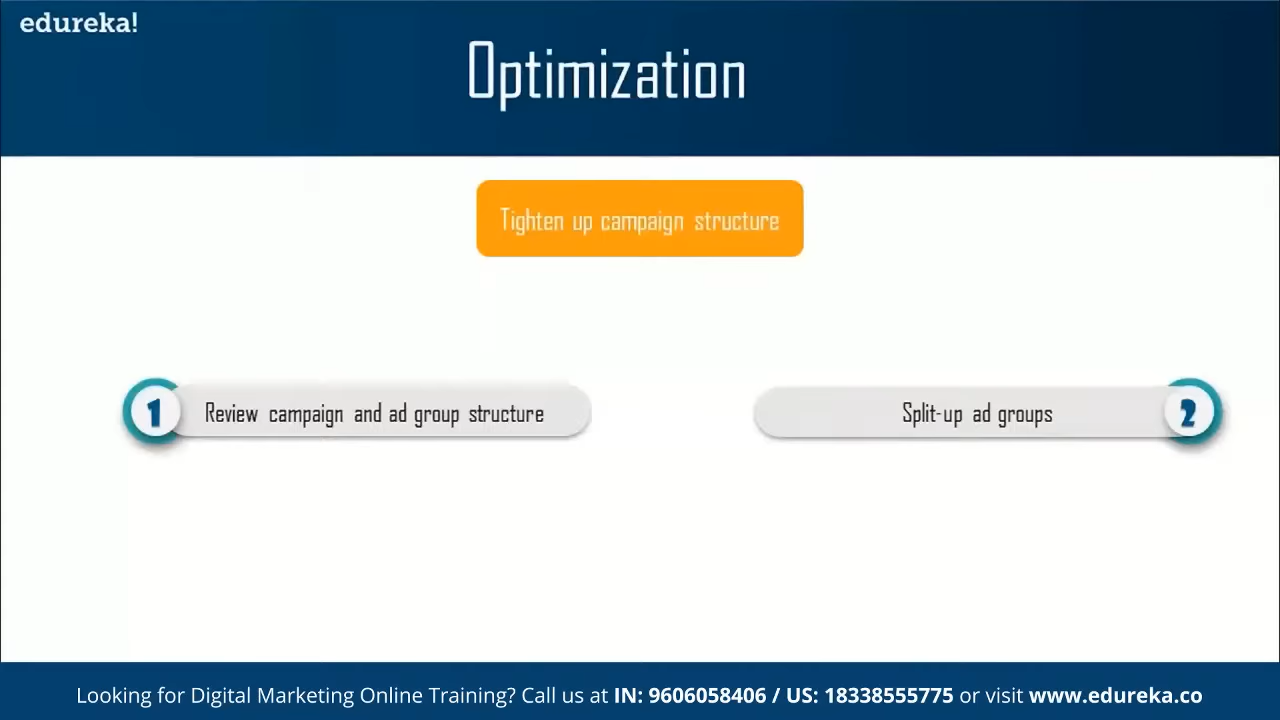 edureka!
Optimization
Tighten up campaign structure
1 Review campaign and ad group structure
Split-up ad groups 2
Looking for Digital Marketing Online Training? Call us at IN: 9606058406 / US: 18338555775 or visit www.edureka.co